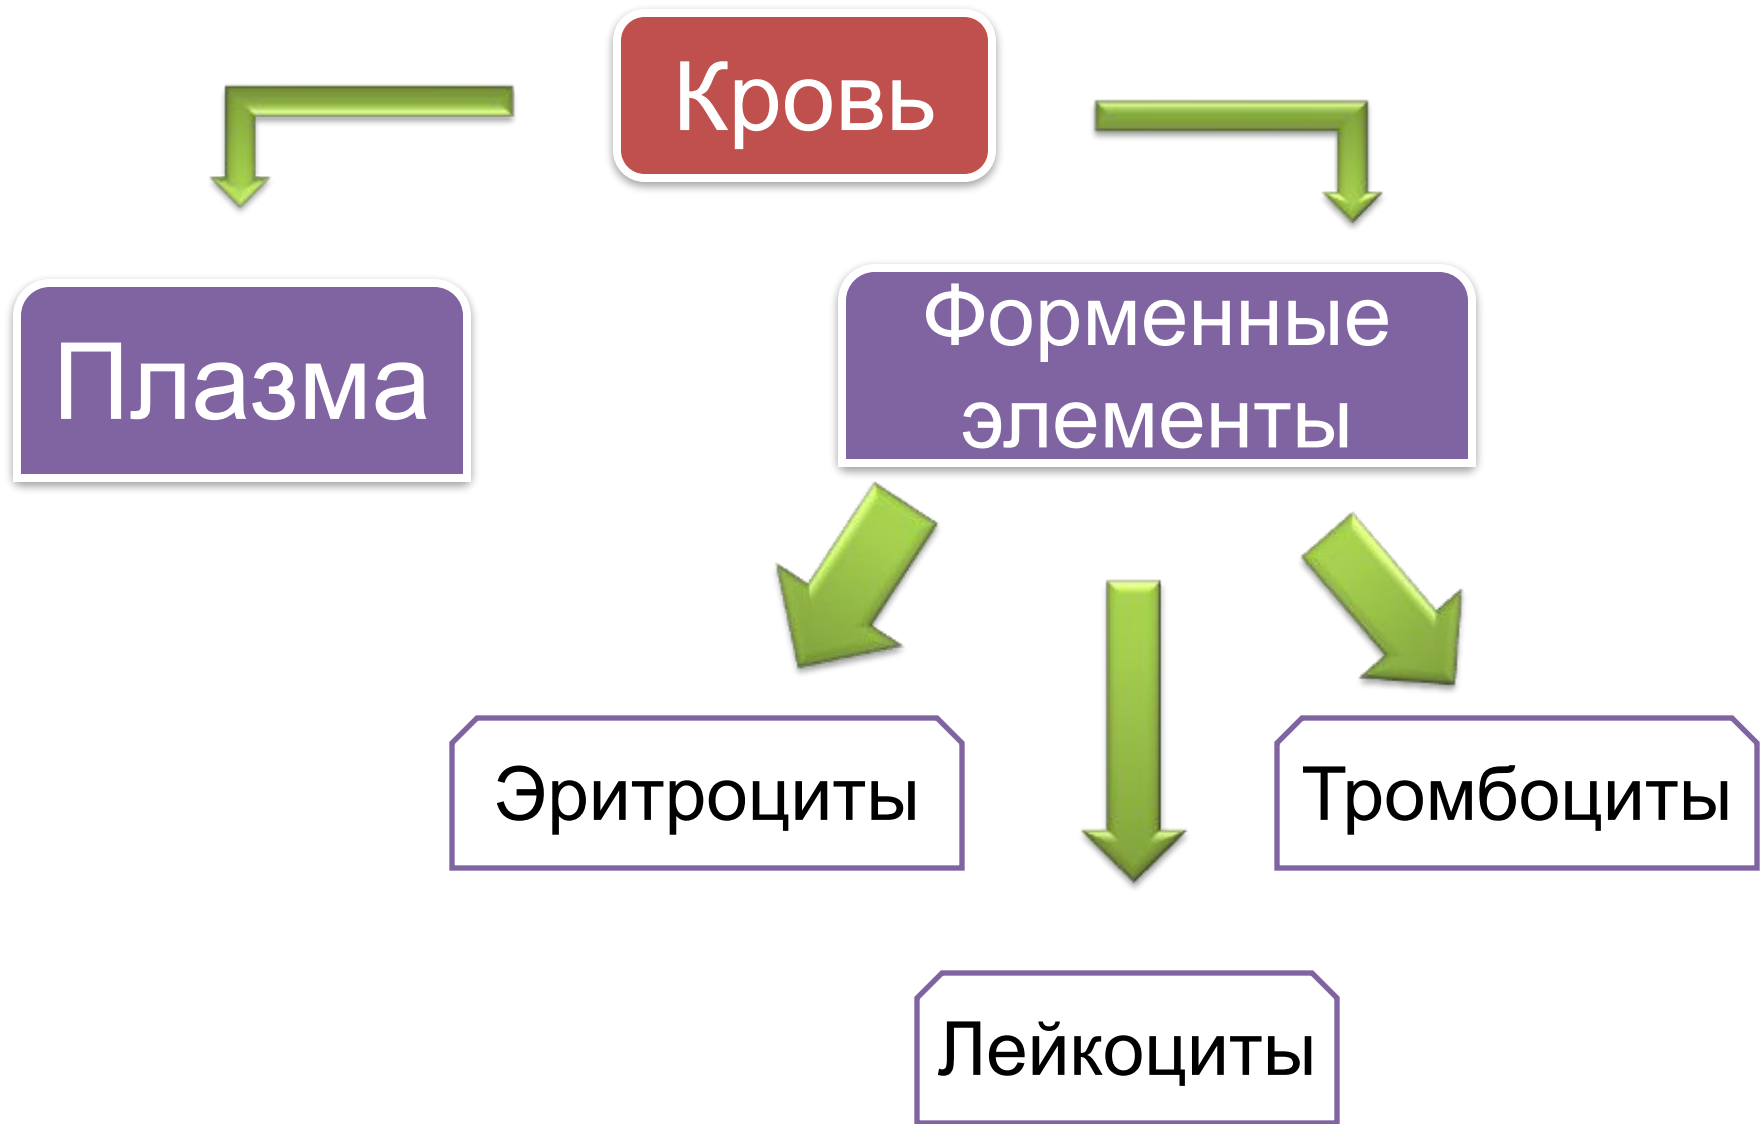 Кровь
Плазма
Форменные
элементы
Эритроциты
Тромбоциты
Лейкоциты